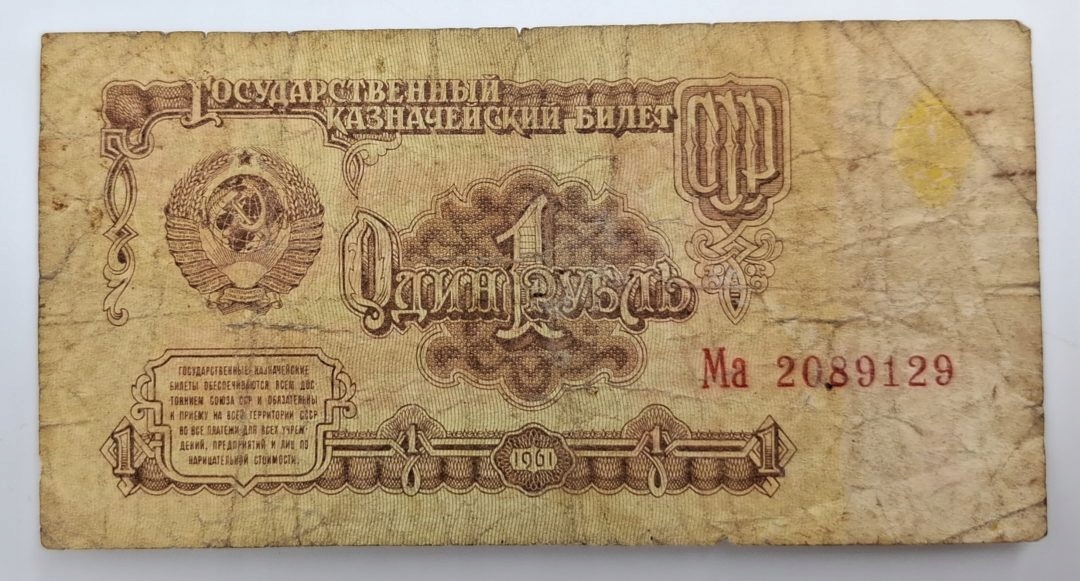 ГОСУДАРСТВЕННЫЙ
КАЗНАЧЕЙСКИЙ БИЛЕТ
СССР
1
ОДИН РУБЛЬ
Ма 2089129
ГОСУДАРСТВЕННЫЕ КАЗНАЧЕЙСКИЕ
БИЛЕТЫ ОБЕСПЕЧИВАЮТСЯ ВСЕМ ДОС
ТОЯНИЕМ СОЮЗА ССР И ОБЯЗАТЕЛЬНЫ
К ПРИЕМУ НА ВСЕЙ ТЕРРИТОРИИ СССР
ВО ВСЕ ПЛАТЕЖИ ДЛЯ ВСЕХ УЧРЕЖ-
ДЕНИЙ, ПРЕДПРИЯТИЙ И ЛИЦ ПО
НАРИЦАТЕЛЬНОЙ СТОИМОСТИ.
1 1 1961 1 1